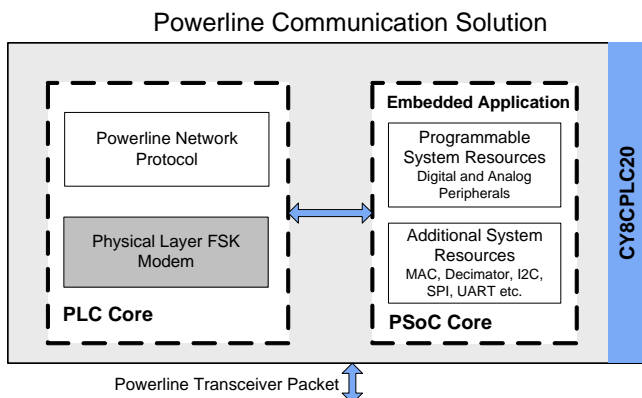 Powerline Communication Solution
Powerline Network
Protocol
Physical Layer FSK
Modem
PLC Core
Embedded Application
Programmable
System Resources
Digital and Analog
Peripherals
Additional System
Resources
MAC, Decimator, I2C,
SPI, UART etc.
PSoC Core
CY8CPLC20
Powerline Transceiver Packet